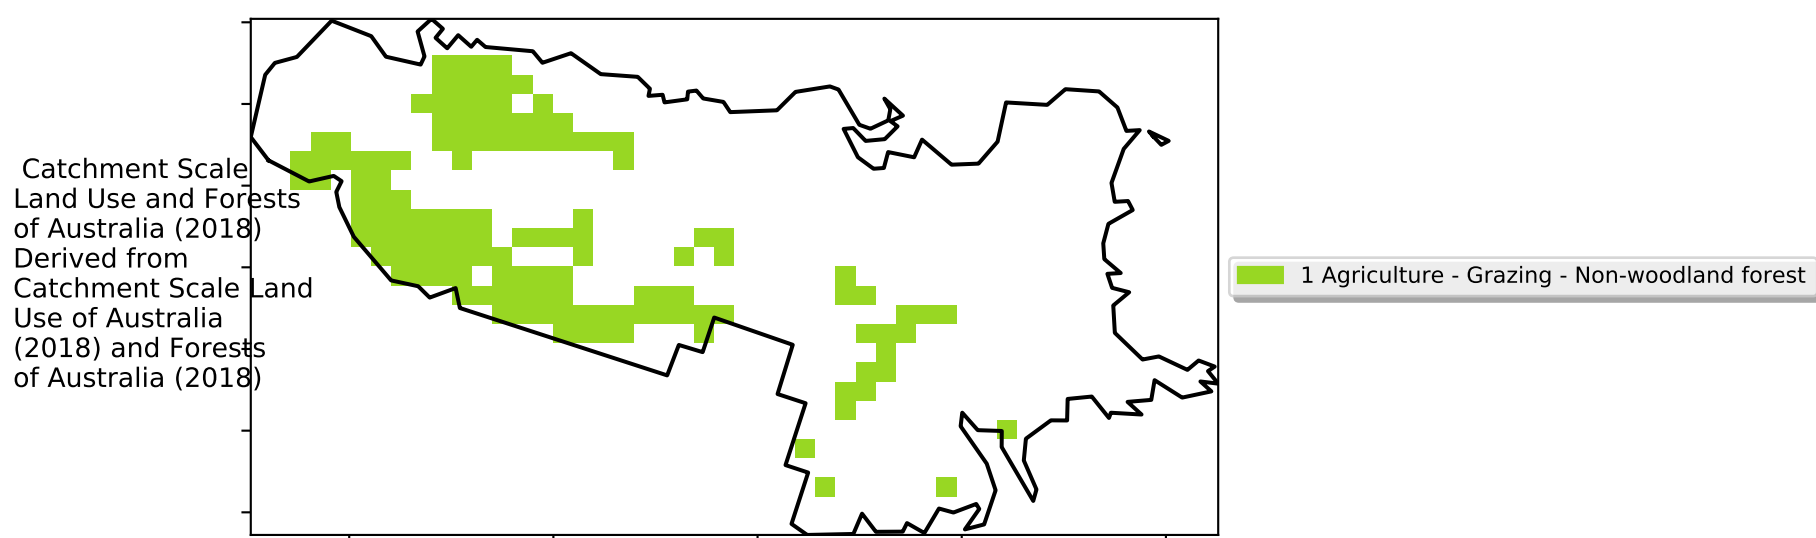 Catchment Scale
Land Use and Forests
of Australia (2018)
Derived from
Catchment Scale Land
Use of Australia
(2018) and Forests
of Australia (2018)
1 Agriculture - Grazing - Non-woodland forest